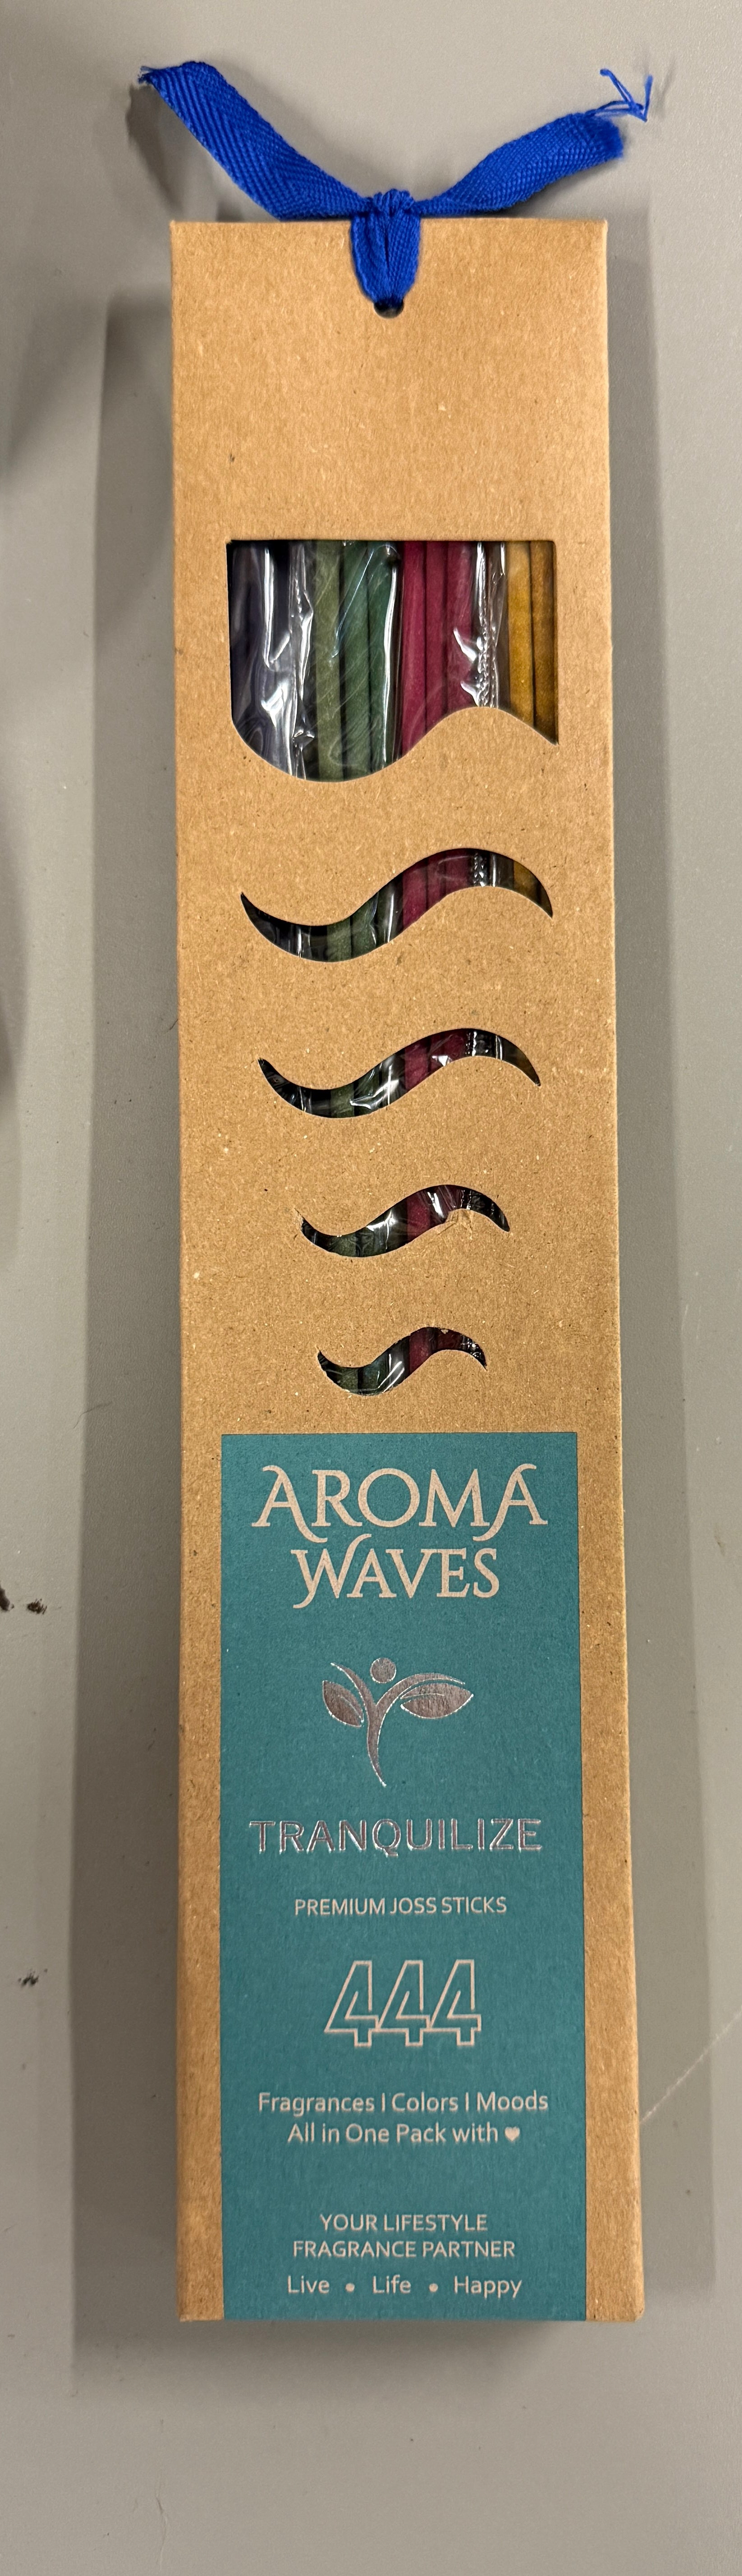 AROMA
WAVES
TRANQUILIZE
PREMIUM JOSS STICKS
444
Fragrances | Colors | Moods
All in One Pack with ♥
YOUR LIFESTYLE
FRAGRANCE PARTNER
Live • Life • Happy